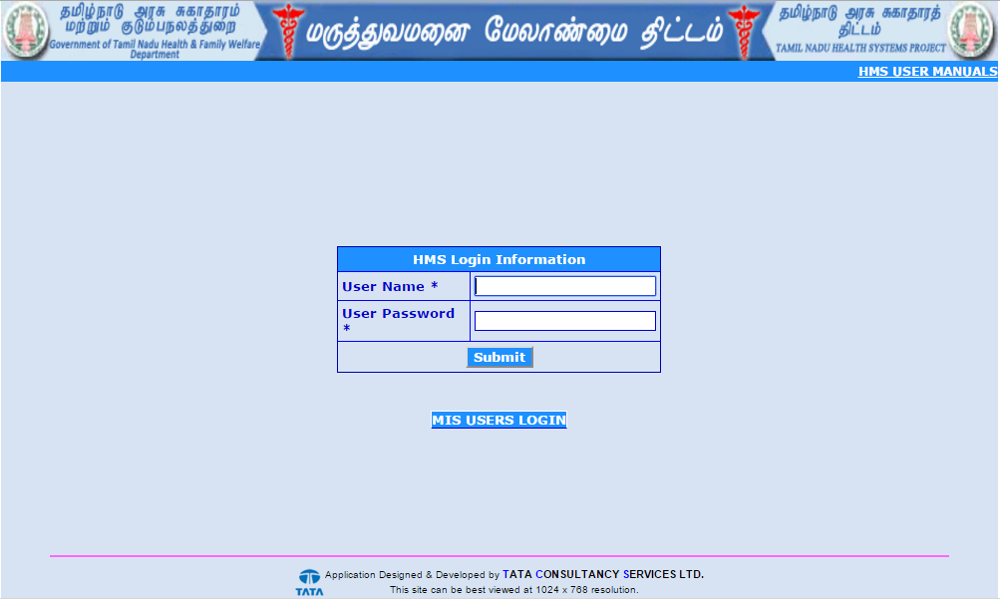 தமிழ்நாடு அரசு சுகாதாரம்
மற்றும் குடும்பநலத்துறை
Government of Tamil Nadu Health & Family Welfare
Department
மருத்துவமனை மேலாண்மை திட்டம்
தமிழ்நாடு அரசு சுகாதாரத்
திட்டம்
TAMIL NADU HEALTH SYSTEMS PROJECT
HMS USER MANUALS
HMS Login Information
User Name *
User Password
*
Submit
MIS USERS LOGIN
TATA
Application Designed & Developed by TATA CONSULTANCY SERVICES LTD.
This site can be best viewed at 1024 x 768 resolution.